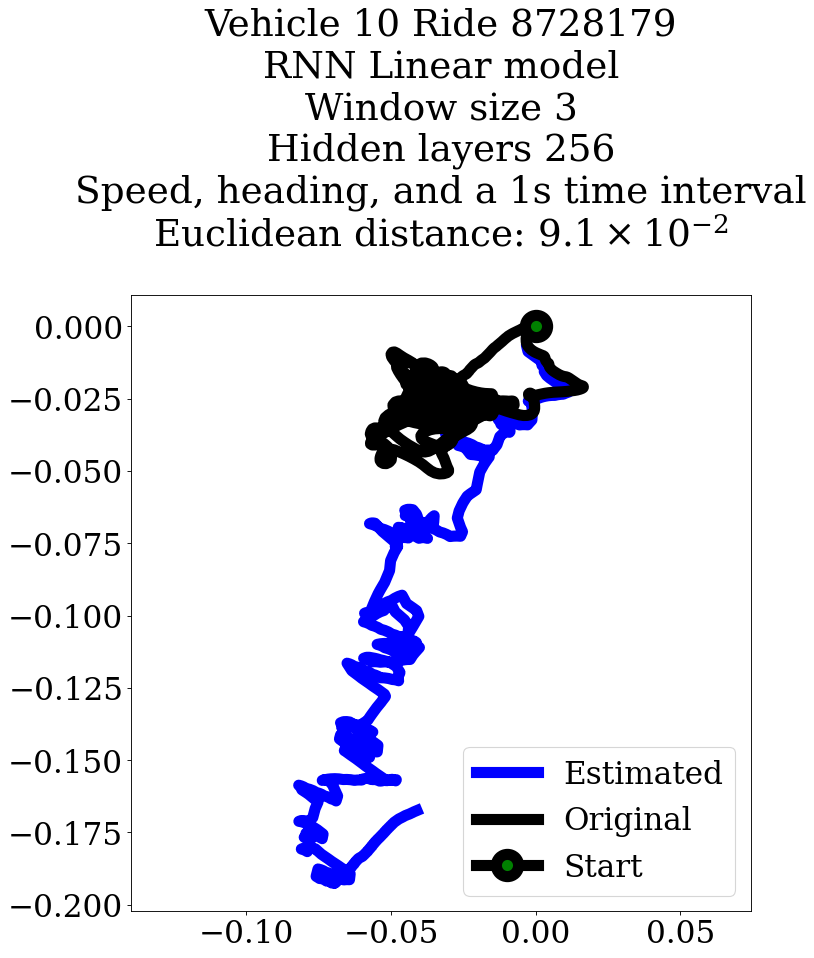 Vehicle 10 Ride 8728179
RNN Linear model
Window size 3
Hidden layers 256
Speed, heading, and a 1s time interval
Euclidean distance: 9.1 × 10⁻²
0.000
−0.025
−0.050
−0.075
−0.100
−0.125
−0.150
−0.175
−0.200
Estimated
Original
Start
−0.10
−0.05
0.00
0.05